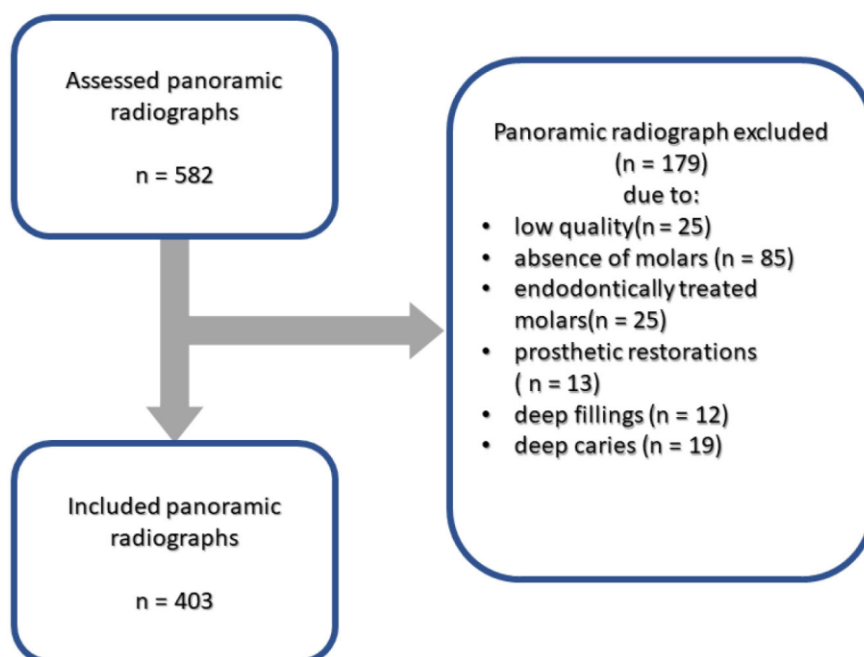 Assessed panoramic
radiographs
n = 582
Panoramic radiograph excluded
(n = 179)
due to:
• low quality(n = 25)
• absence of molars (n = 85)
• endodontically treated
molars(n = 25)
• prosthetic restorations
( n = 13)
• deep fillings (n = 12)
• deep caries (n = 19)
Included panoramic
radiographs
n = 403